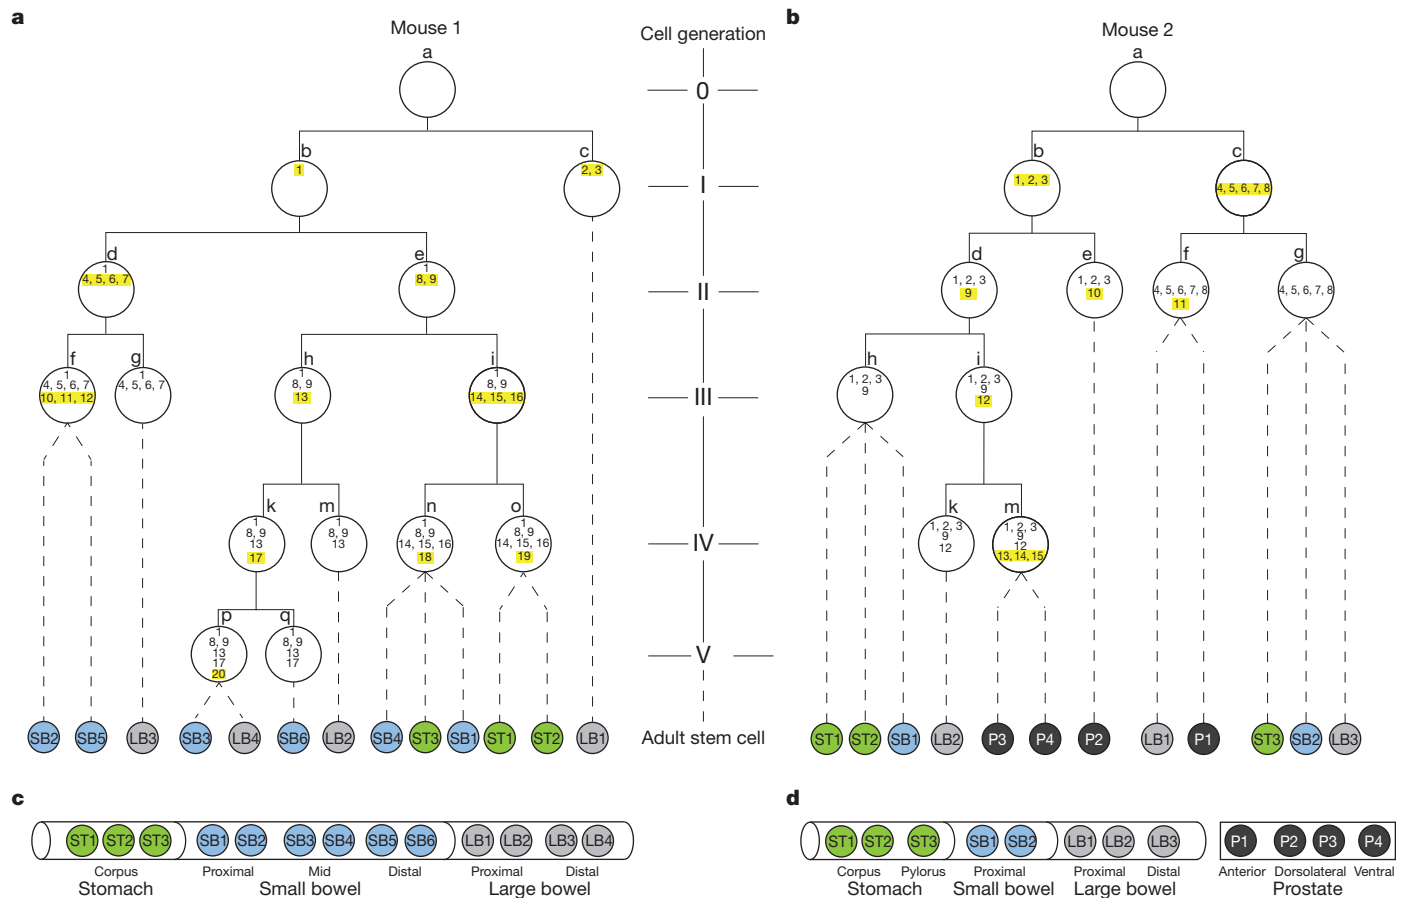 a
Mouse 1
a
b
1
c
2, 3
d
1
4, 5, 6, 7
e
1
8, 9
f
1
4, 5, 6, 7
10, 11, 12
g
1
4, 5, 6, 7
h
1
8, 9
13
i
1
8, 9
14, 15, 16
k
1
8, 9
13
17
m
1
8, 9
13
n
1
8, 9
14, 15, 16
18
o
1
8, 9
14, 15, 16
19
p
1
8, 9
13
17
20
q
1
8, 9
13
17
SB2 SB5 LB3 SB3 LB4 SB6 LB2 SB4 ST3 SB1 ST1 ST2 LB1
Cell generation
0
I
II
III
IV
V
Adult stem cell
b
Mouse 2
a
b
1, 2, 3
c
4, 5, 6, 7, 8
d
1, 2, 3
9
e
1, 2, 3
10
f
4, 5, 6, 7, 8
11
g
4, 5, 6, 7, 8
h
1, 2, 3
9
i
1, 2, 3
9
12
k
1, 2, 3
9
12
m
1, 2, 3
9
12
13, 14, 15
ST1 ST2 SB1 LB2 P3 P4 P2 LB1 P1 ST3 SB2 LB3
c
ST1 ST2 ST3 SB1 SB2 SB3 SB4 SB5 SB6 LB1 LB2 LB3 LB4
Corpus Proximal Mid Distal Proximal Distal
Stomach Small bowel Large bowel
d
ST1 ST2 ST3 SB1 SB2 LB1 LB2 LB3 P1 P2 P3 P4
Corpus Pylorus Proximal Proximal Distal Anterior Dorsolateral Ventral
Stomach Small bowel Large bowel Prostate